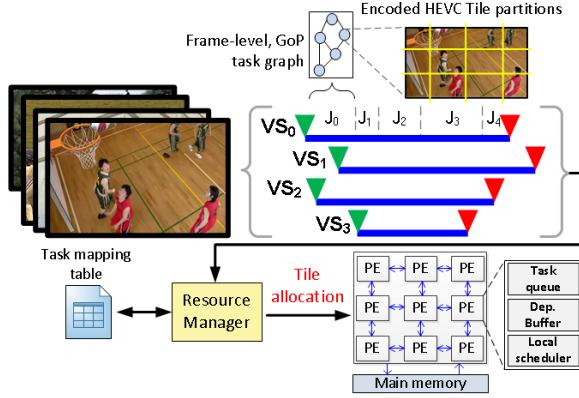 Encoded HEVC Tile partitions
Frame-level, GoP
task graph
J0 J1 J2 J3 J4
VS0
VS1
VS2
VS3
Task mapping
table
Resource
Manager
Tile
allocation
PE PE PE
PE PE PE
PE PE PE
Main memory
Task
queue
Dep.
Buffer
Local
scheduler